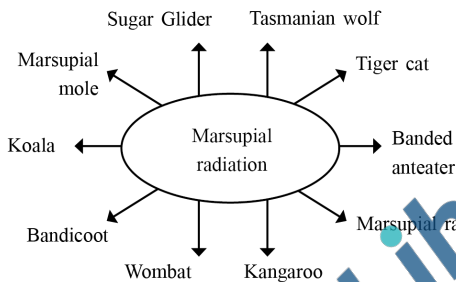 Sugar Glider
Tasmanian wolf
Marsupial
mole
Tiger cat
Koala
Marsupial
radiation
Banded
anteater
Bandicoot
Marsupial
Wombat
Kangaroo